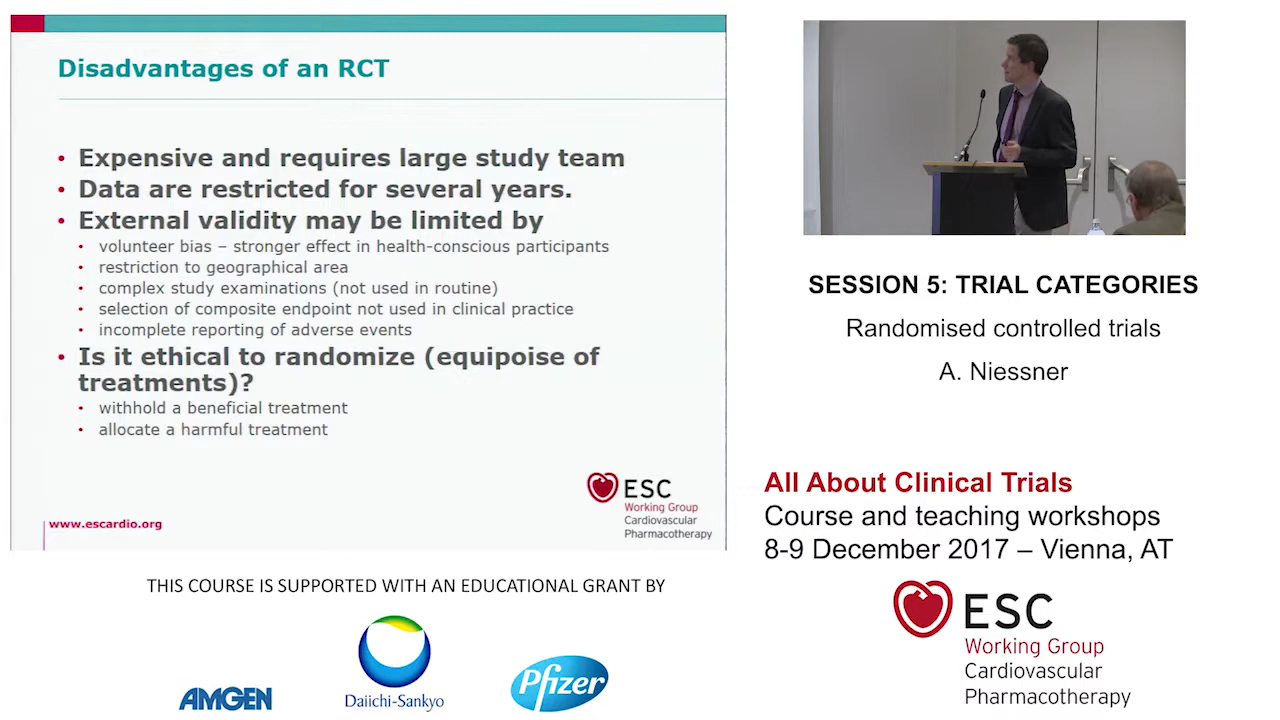 Disadvantages of an RCT
• Expensive and requires large study team
• Data are restricted for several years.
• External validity may be limited by
• volunteer bias – stronger effect in health-conscious participants
• restriction to geographical area
• complex study examinations (not used in routine)
• selection of composite endpoint not used in clinical practice
• incomplete reporting of adverse events
• Is it ethical to randomize (equipoise of
treatments)?
• withhold a beneficial treatment
• allocate a harmful treatment
ESC
Working Group
Cardiovascular
Pharmacotherapy
www.escardio.org
SESSION 5: TRIAL CATEGORIES
Randomised controlled trials
A. Niessner
All About Clinical Trials
Course and teaching workshops
8-9 December 2017 – Vienna, AT
ESC
Working Group
Cardiovascular
Pharmacotherapy
THIS COURSE IS SUPPORTED WITH AN EDUCATIONAL GRANT BY
AMGEN
Daiichi-Sankyo
Pfizer